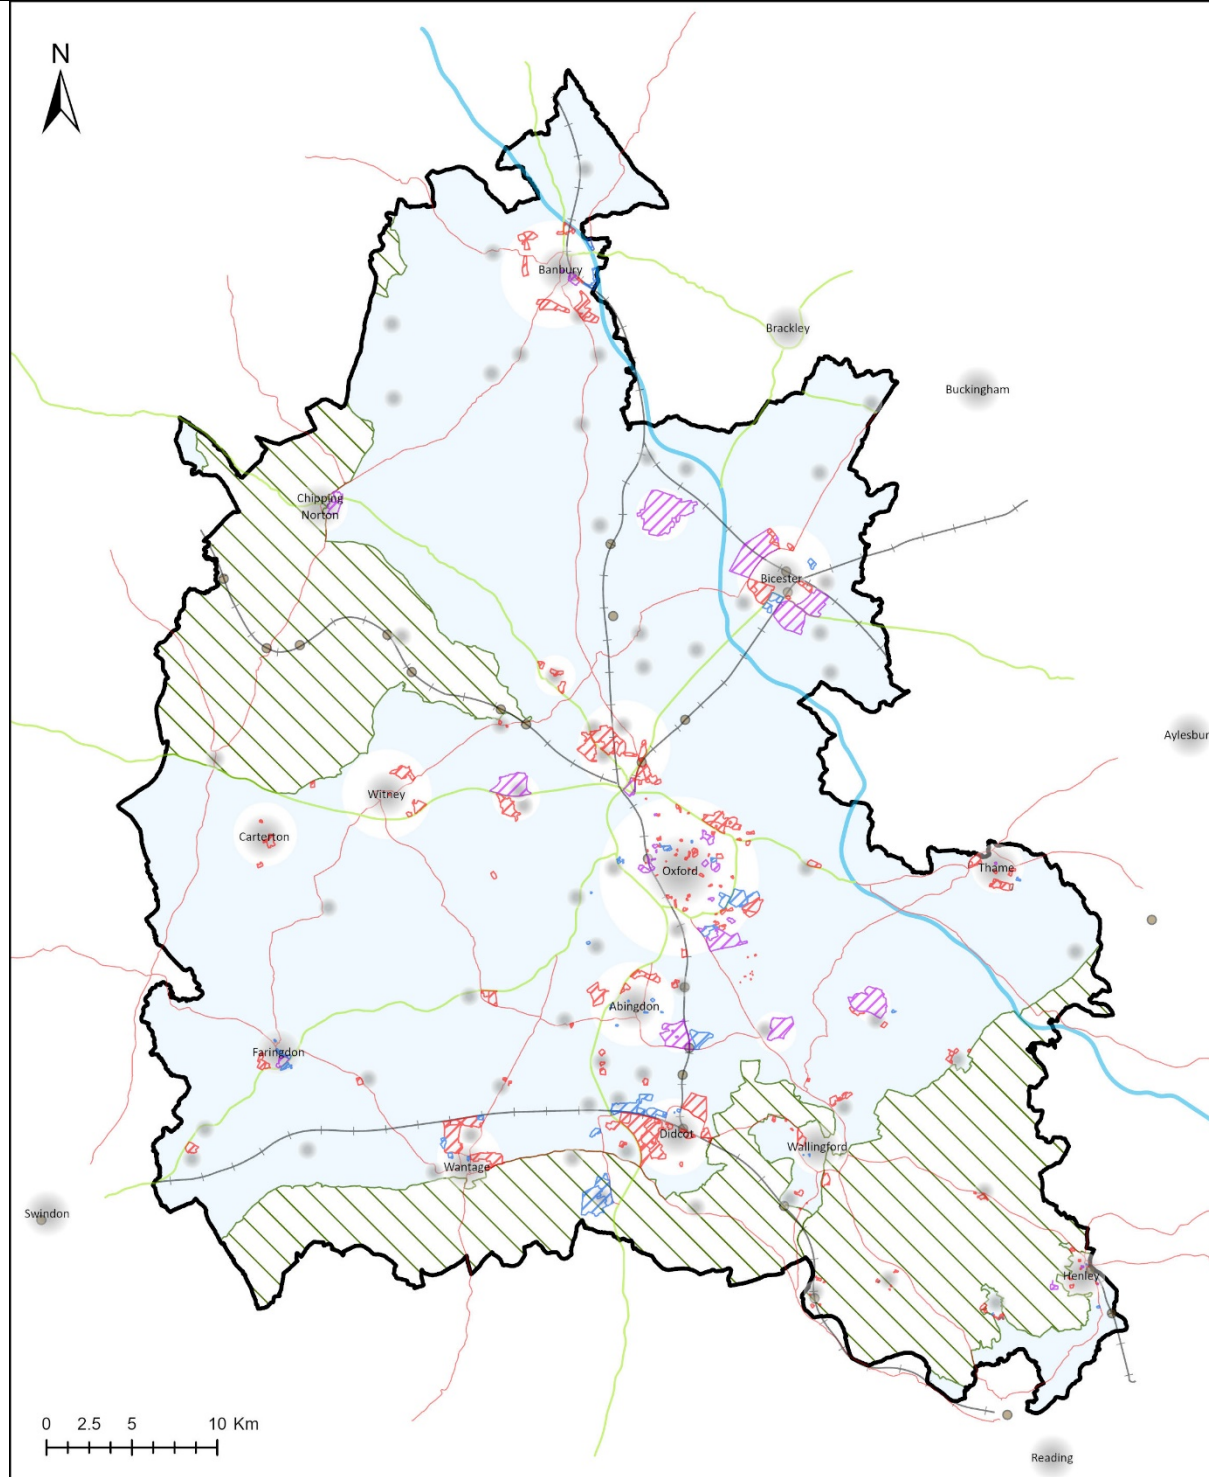 N
Banbury
Brackley
Buckingham
Chipping
Norton
Bicester
Aylesbur
Witney
Carterton
Oxford
Thame
Abingdon
Faringdon
Didcot
Wallingford
Wantage
Swindon
Henley
0 2.5 5 10 Km
Reading